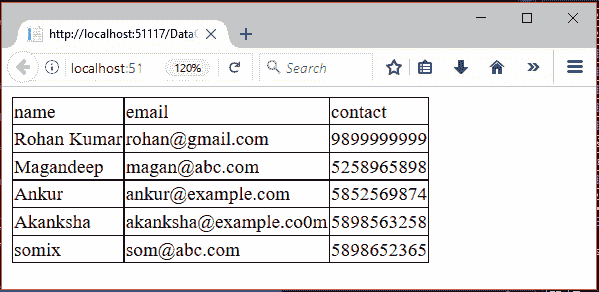 http://localhost:51117/Data
localhost:51 120% Search
name email contact
Rohan Kumar rohan@gmail.com 9899999999
Magandeep magan@abc.com 5258965898
Ankur ankur@example.com 5852569874
Akanksha akanksha@example.co0m 5898563258
somix som@abc.com 5898652365